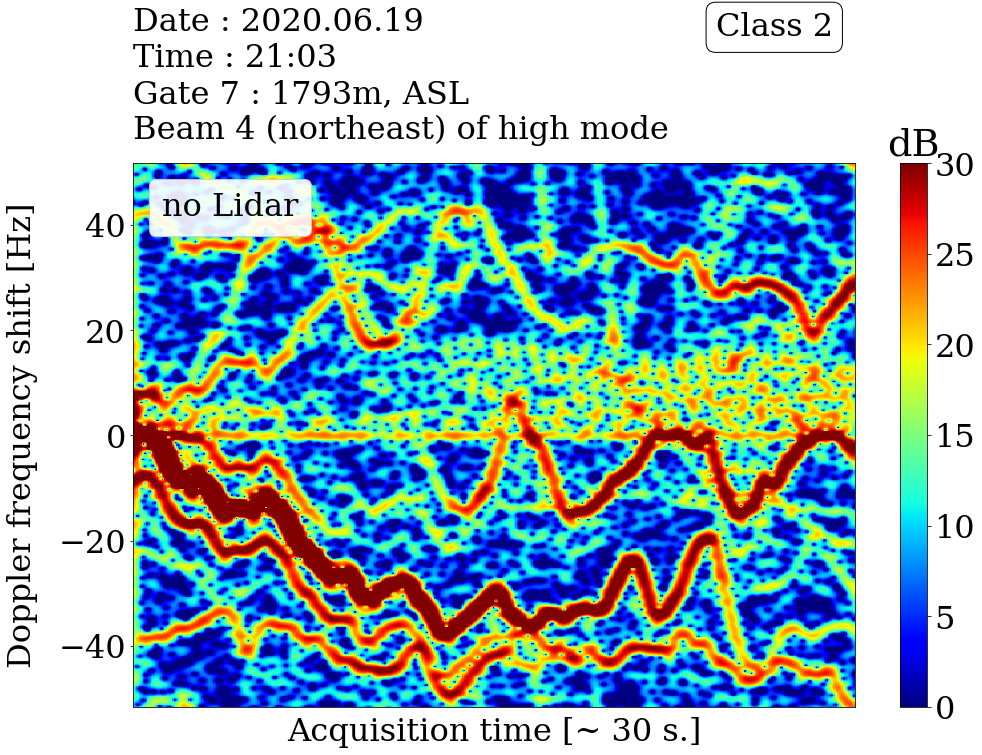 Date : 2020.06.19
Time : 21:03
Gate 7 : 1793m, ASL
Beam 4 (northeast) of high mode
Class 2
no Lidar
dB
Doppler frequency shift [Hz]
40
20
0
−20
−40
30
25
20
15
10
5
0
Acquisition time [~ 30 s.]